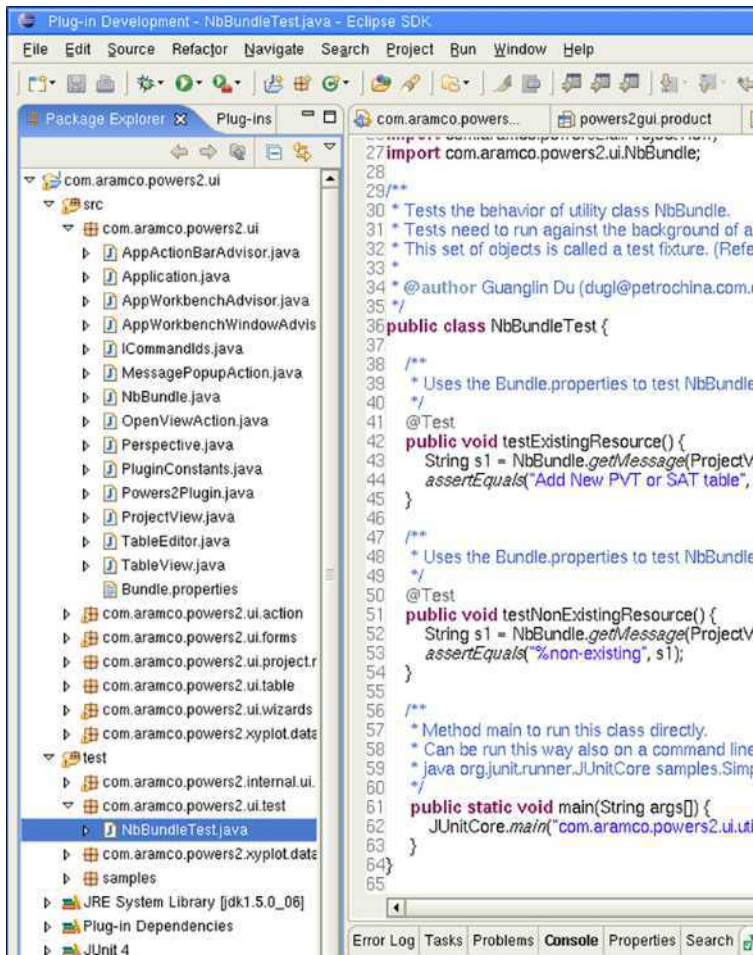 Plug-in Development - NbBundleTest.java - Eclipse SDK
File Edit Source Refactor Navigate Search Project Run Window Help
Package Explorer Plug-ins
com.aramco.powers2.ui
src
com.aramco.powers2.ui
AppActionBarAdvisor.java
Application.java
AppWorkbenchAdvisor.java
AppWorkbenchWindowAdvis
ICommandIds.java
MessagePopupAction.java
NbBundle.java
OpenViewAction.java
Perspective.java
PluginConstants.java
Powers2Plugin.java
ProjectView.java
TableEditor.java
TableView.java
Bundle.properties
com.aramco.powers2.ui.action
com.aramco.powers2.ui.forms
com.aramco.powers2.ui.project.r
com.aramco.powers2.ui.table
com.aramco.powers2.ui.wizards
com.aramco.powers2.xyplot.data
test
com.aramco.powers2.internal.ui.
com.aramco.powers2.ui.test
NbBundleTest.java
com.aramco.powers2.xyplot.data
samples
JRE System Library [jdk1.5.0_06]
Plug-in Dependencies
JUnit 4
com.aramco.powers... powers2gui.product
27 import com.aramco.powers2.ui.NbBundle;
28
29 /**
30 * Tests the behavior of utility class NbBundle.
31 * Tests need to run against the background of a
32 * This set of objects is called a test fixture. (Refe
33 *
34 * @author Guanglin Du (dugl@petrochina.com.
35 */
36 public class NbBundleTest {
37
38 /**
39 * Uses the Bundle.properties to test NbBundle
40 */
41 @Test
42 public void testExistingResource() {
43 String s1 = NbBundle.getMessage(ProjectV
44 assertEquals("Add New PVT or SAT table",
45 }
46
47 /**
48 * Uses the Bundle.properties to test NbBundle
49 */
50 @Test
51 public void testNonExistingResource() {
52 String s1 = NbBundle.getMessage(ProjectV
53 assertEquals("%non-existing", s1);
54 }
55
56 /**
57 * Method main to run this class directly.
58 * Can be run this way also on a command line
59 * java org.junit.runner.JUnitCore samples.Simp
60 */
61 public static void main(String args[]) {
62 JUnitCore.main("com.aramco.powers2.ui.uti
63 }
64 }
65
Error Log Tasks Problems Console Properties Search